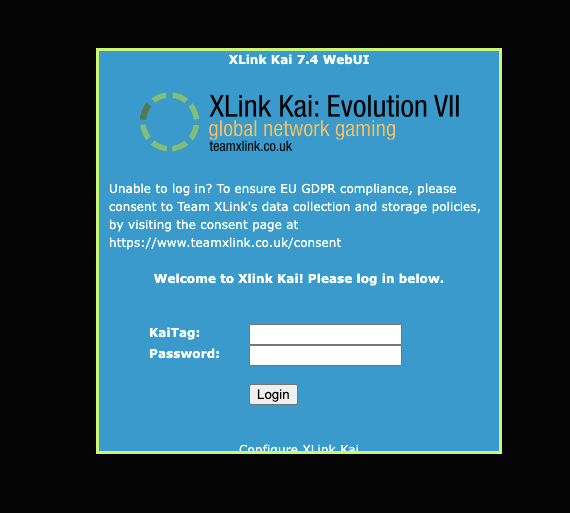 XLink Kai 7.4 WebUI
XLink Kai: Evolution VII
global network gaming
teamxlink.co.uk
Unable to log in? To ensure EU GDPR compliance, please
consent to Team XLink's data collection and storage policies,
by visiting the consent page at
https://www.teamxlink.co.uk/consent
Welcome to Xlink Kai! Please log in below.
KaiTag:
Password:
Login
Configure XLink Kai